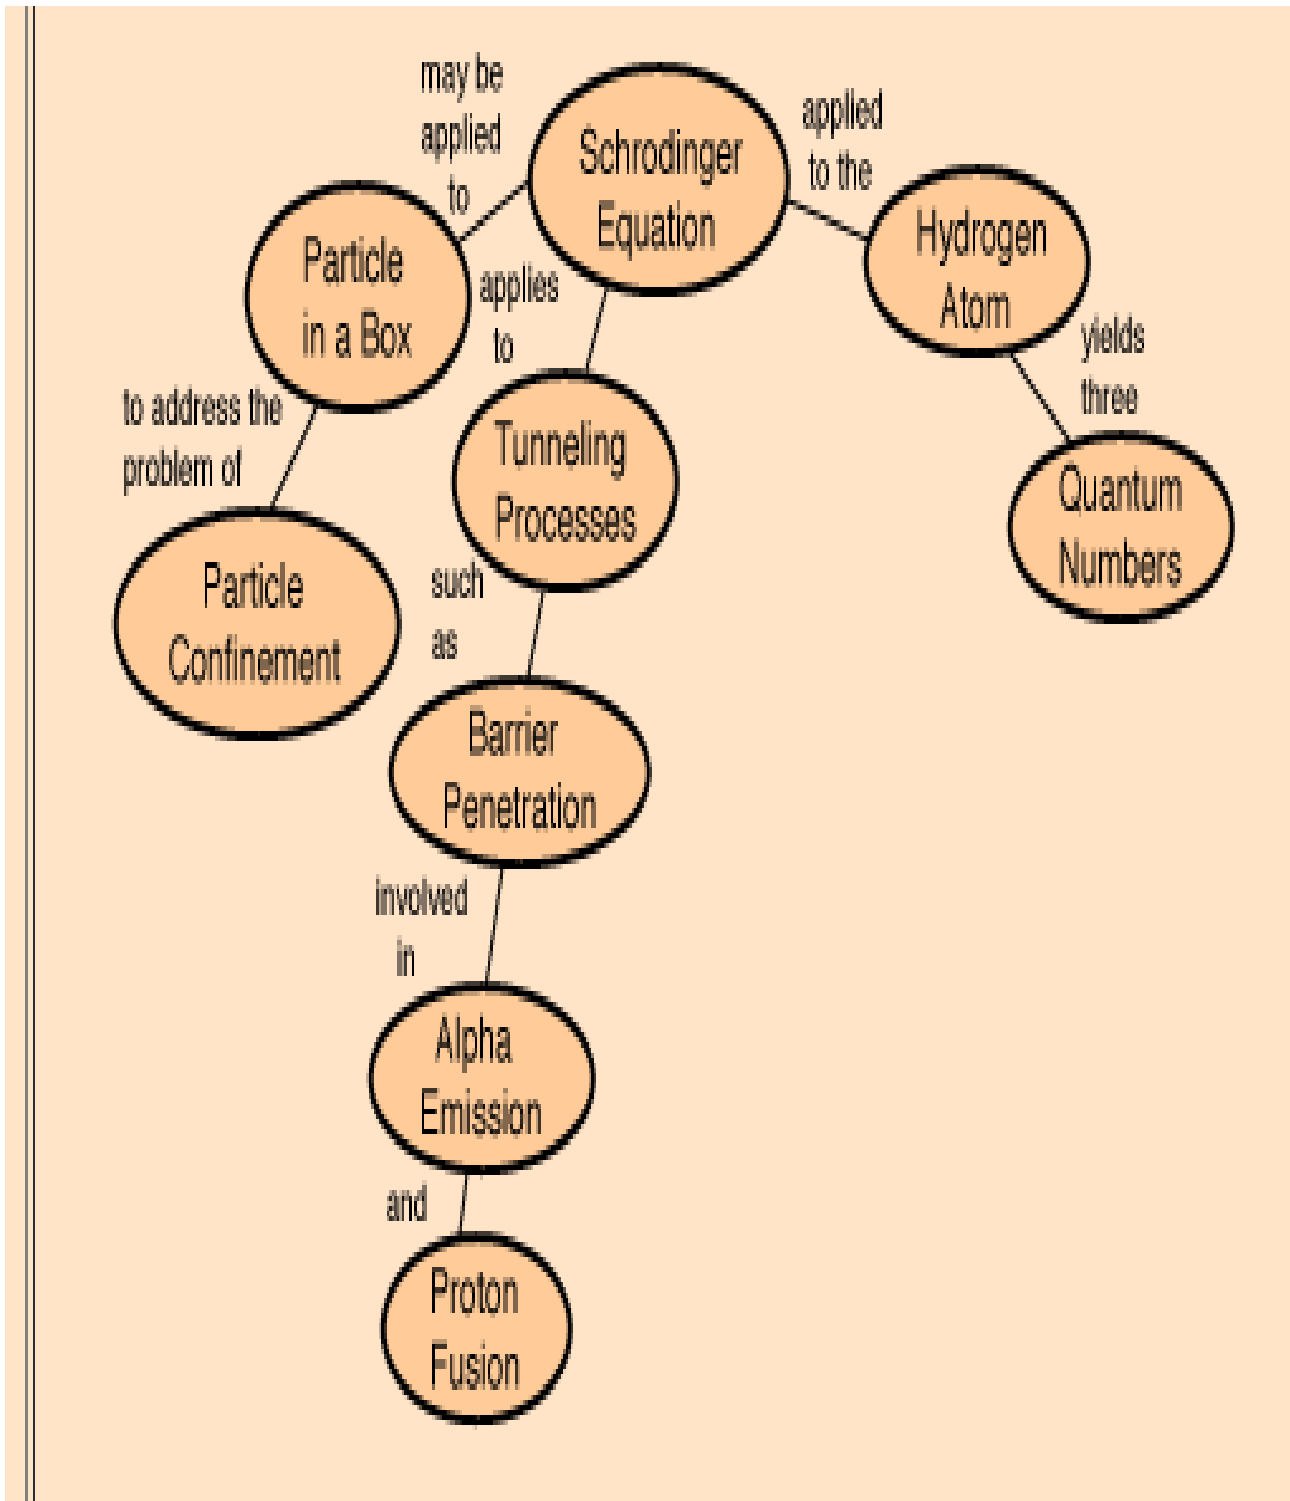 may be
applied
to
Schrodinger
Equation
applied
to the
Hydrogen
Atom
yields
three
Quantum
Numbers
Particle
in a Box
to address the
problem of
Particle
Confinement
applies
to
Tunneling
Processes
such
as
Barrier
Penetration
involved
in
Alpha
Emission
and
Proton
Fusion